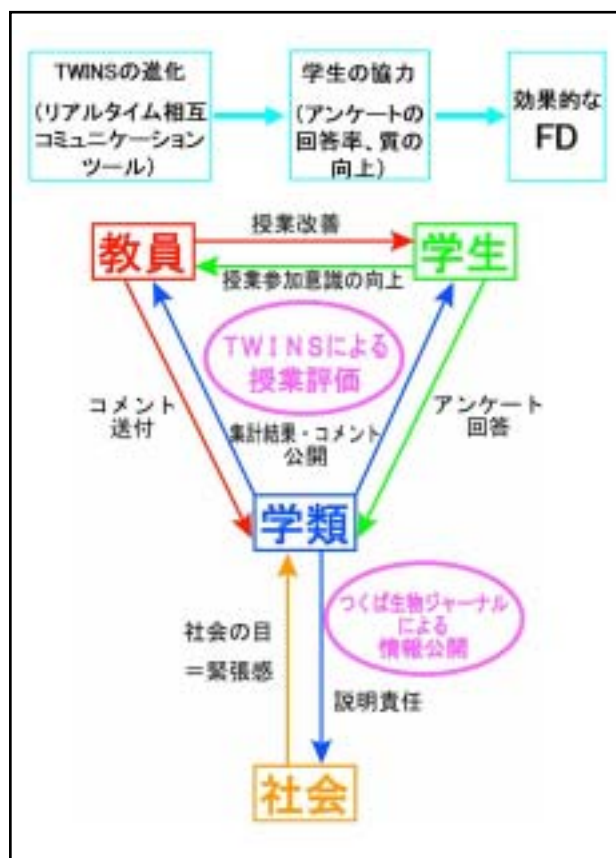 TWINSの進化
(リアルタイム相互
コミュニケーション
ツール)
学生の協力
(アンケートの
回答率、質の
向上)
効果的な
FD
授業改善
教員
学生
授業参加意識の向上
TWINSによる
授業評価
コメント
送付
アンケート
回答
集計結果・コメント
公開
学類
つくば生物ジャーナル
による
情報公開
社会の目
=緊張感
説明責任
社会